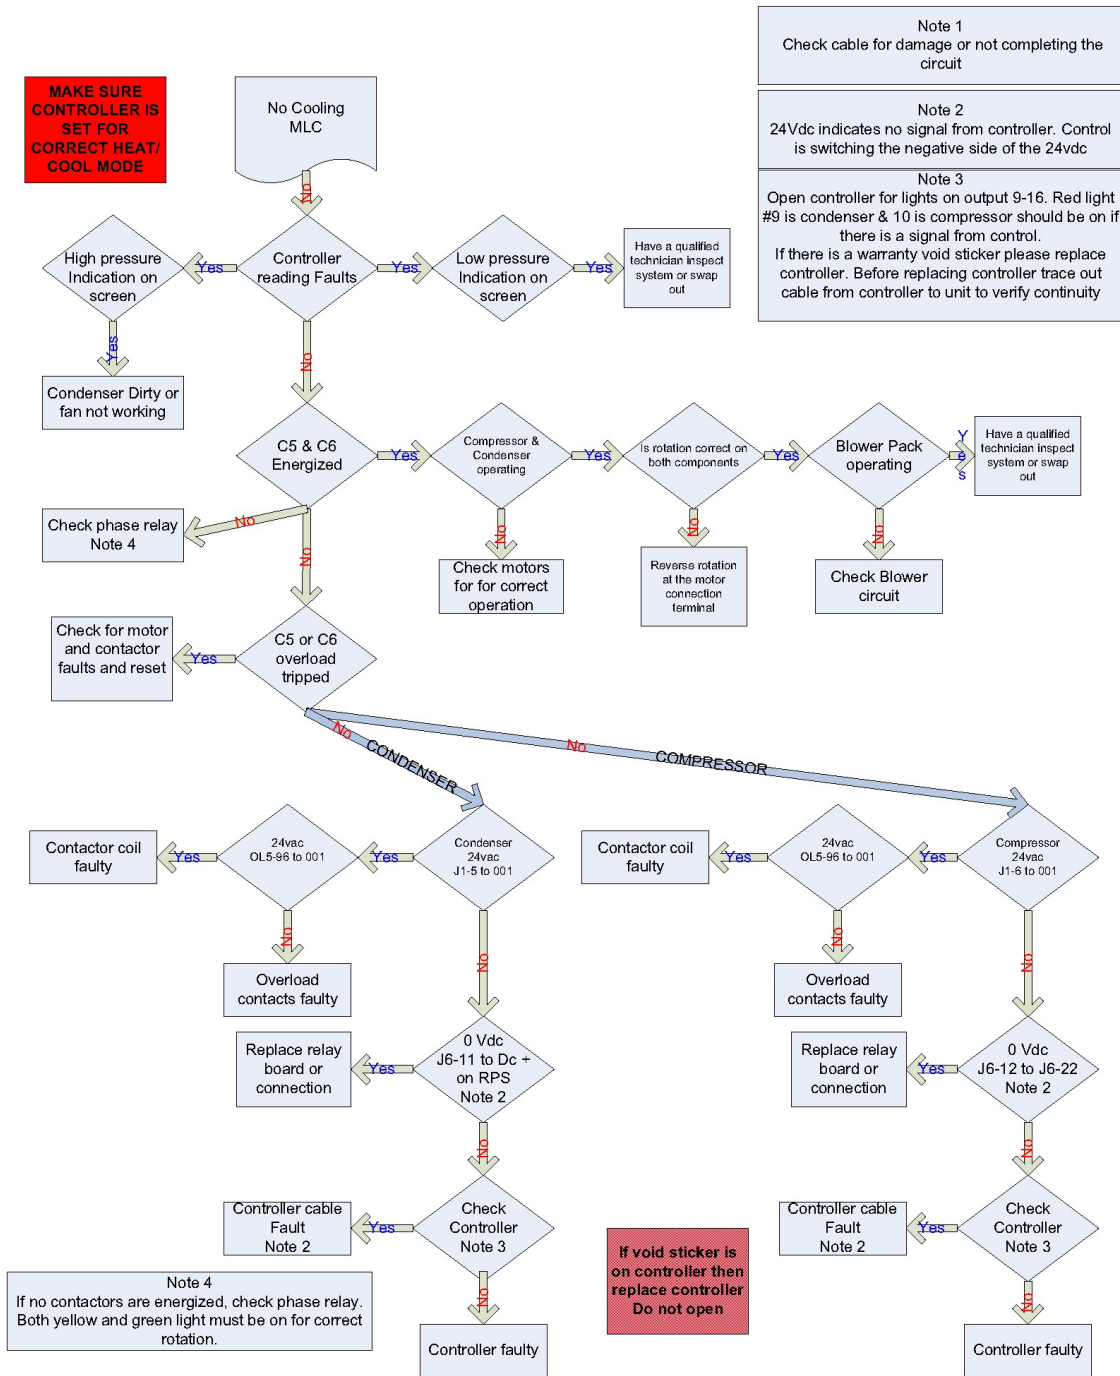 Note 1
Check cable for damage or not completing the
circuit
MAKE SURE
CONTROLLER IS
SET FOR
CORRECT HEAT/
COOL MODE
No Cooling
MLC
Note 2
24Vdc indicates no signal from controller. Control
is switching the negative side of the 24vdc
Note 3
Open controller for lights on output 9-16. Red light
#9 is condenser & 10 is compressor should be on if
there is a signal from control.
If there is a warranty void sticker please replace
controller. Before replacing controller trace out
cable from controller to unit to verify continuity
No
High pressure
Indication on
screen
Yes
Controller
reading Faults
Yes
Low pressure
Indication on
screen
Yes
Have a qualified
technician inspect
system or swap
out
Yes
No
Condenser Dirty or
fan not working
C5 & C6
Energized
Yes
Compressor &
Condenser
operating
Yes
Is rotation correct on
both components
Yes
Blower Pack
operating
Yes
Have a qualified
technician inspect
system or swap
out
Check phase relay
Note 4
No
No
No
No
No
Check motors
for for correct
operation
Reverse rotation
at the motor
connection
terminal
Check Blower
circuit
Check for motor
and contactor
faults and reset
Yes
C5 or C6
overload
tripped
No
CONDENSER
No
COMPRESSOR
Contactor coil
faulty
Yes
24vac
OL5-96 to 001
Yes
Condenser
24vac
J1-5 to 001
Contactor coil
faulty
Yes
24vac
OL5-96 to 001
Yes
Compressor
24vac
J1-6 to 001
No
No
No
No
Overload
contacts faulty
Overload
contacts faulty
Replace relay
board or
connection
Yes
0 Vdc
J6-11 to Dc +
on RPS
Note 2
Replace relay
board or
connection
Yes
0 Vdc
J6-12 to J6-22
Note 2
No
No
Controller cable
Fault
Note 2
Yes
Check
Controller
Note 3
Controller cable
Fault
Note 2
Yes
Check
Controller
Note 3
If void sticker is
on controller then
replace controller
Do not open
Note 4
If no contactors are energized, check phase relay.
Both yellow and green light must be on for correct
rotation.
No
No
Controller faulty
Controller faulty